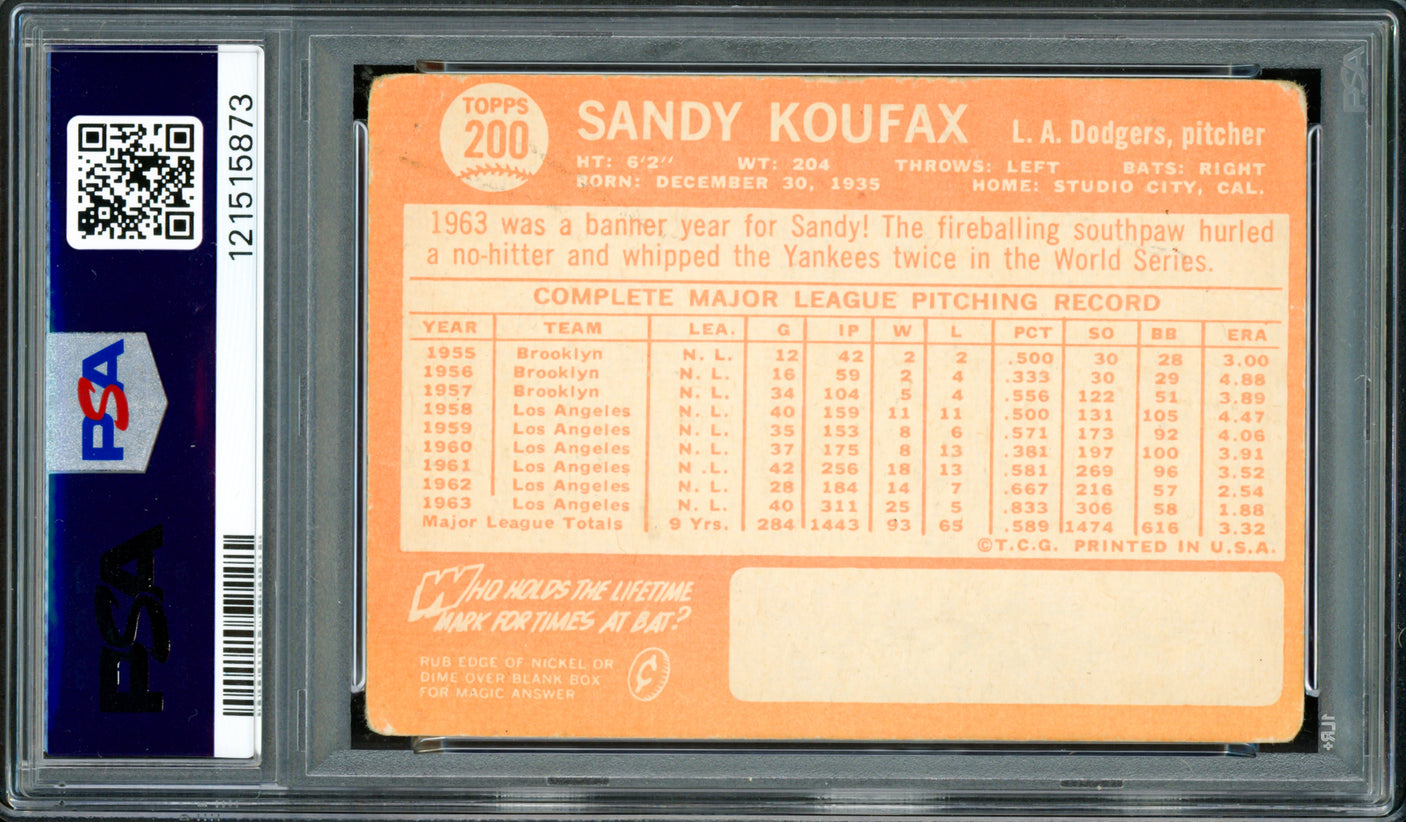 121515873
PSA
PSA
PSA
1LR+
TOPPS
200
SANDY KOUFAX L. A. Dodgers, pitcher
HT: 6'2" WT: 204 THROWS: LEFT BATS: RIGHT
BORN: DECEMBER 30, 1935 HOME: STUDIO CITY, CAL.
1963 was a banner year for Sandy! The fireballing southpaw hurled
a no-hitter and whipped the Yankees twice in the World Series.
COMPLETE MAJOR LEAGUE PITCHING RECORD
YEAR TEAM LEA. G IP W L PCT SO BB ERA
1955 Brooklyn N. L. 12 42 2 2 .500 30 28 3.00
1956 Brooklyn N. L. 16 59 2 4 .333 30 29 4.88
1957 Brooklyn N. L. 34 104 5 4 .556 122 51 3.89
1958 Los Angeles N. L. 40 159 11 11 .500 131 105 4.47
1959 Los Angeles N. L. 35 153 8 6 .571 173 92 4.06
1960 Los Angeles N. L. 37 175 8 13 .381 197 100 3.91
1961 Los Angeles N. L. 42 256 18 13 .581 269 96 3.52
1962 Los Angeles N. L. 28 184 14 7 .667 216 57 2.54
1963 Los Angeles N. L. 40 311 25 5 .833 306 58 1.88
Major League Totals 9 Yrs. 284 1443 93 65 .589 1474 616 3.32
©T.C.G. PRINTED IN U.S.A.
WHO HOLDS THE LIFETIME
MARK FOR TIMES AT BAT?
RUB EDGE OF NICKEL OR
DIME OVER BLANK BOX
FOR MAGIC ANSWER
¢